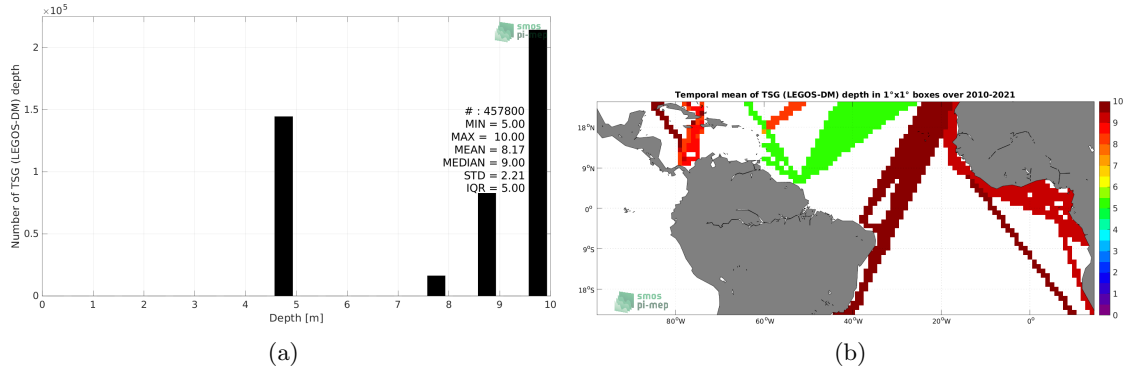 ×10⁵
2
1.5
1
0.5
0
Number of TSG (LEGOS-DM) depth
smos
pi-mep
# : 457800
MIN = 5.00
MAX = 10.00
MEAN = 8.17
MEDIAN = 9.00
STD = 2.21
IQR = 5.00
0 1 2 3 4 5 6 7 8 9 10
Depth [m]
(a)
Temporal mean of TSG (LEGOS-DM) depth in 1°x1° boxes over 2010-2021
18°N
9°N
0°
9°S
18°S
smos
pi-mep
80°W 60°W 40°W 20°W 0°
10
9
8
7
6
5
4
3
2
1
0
(b)